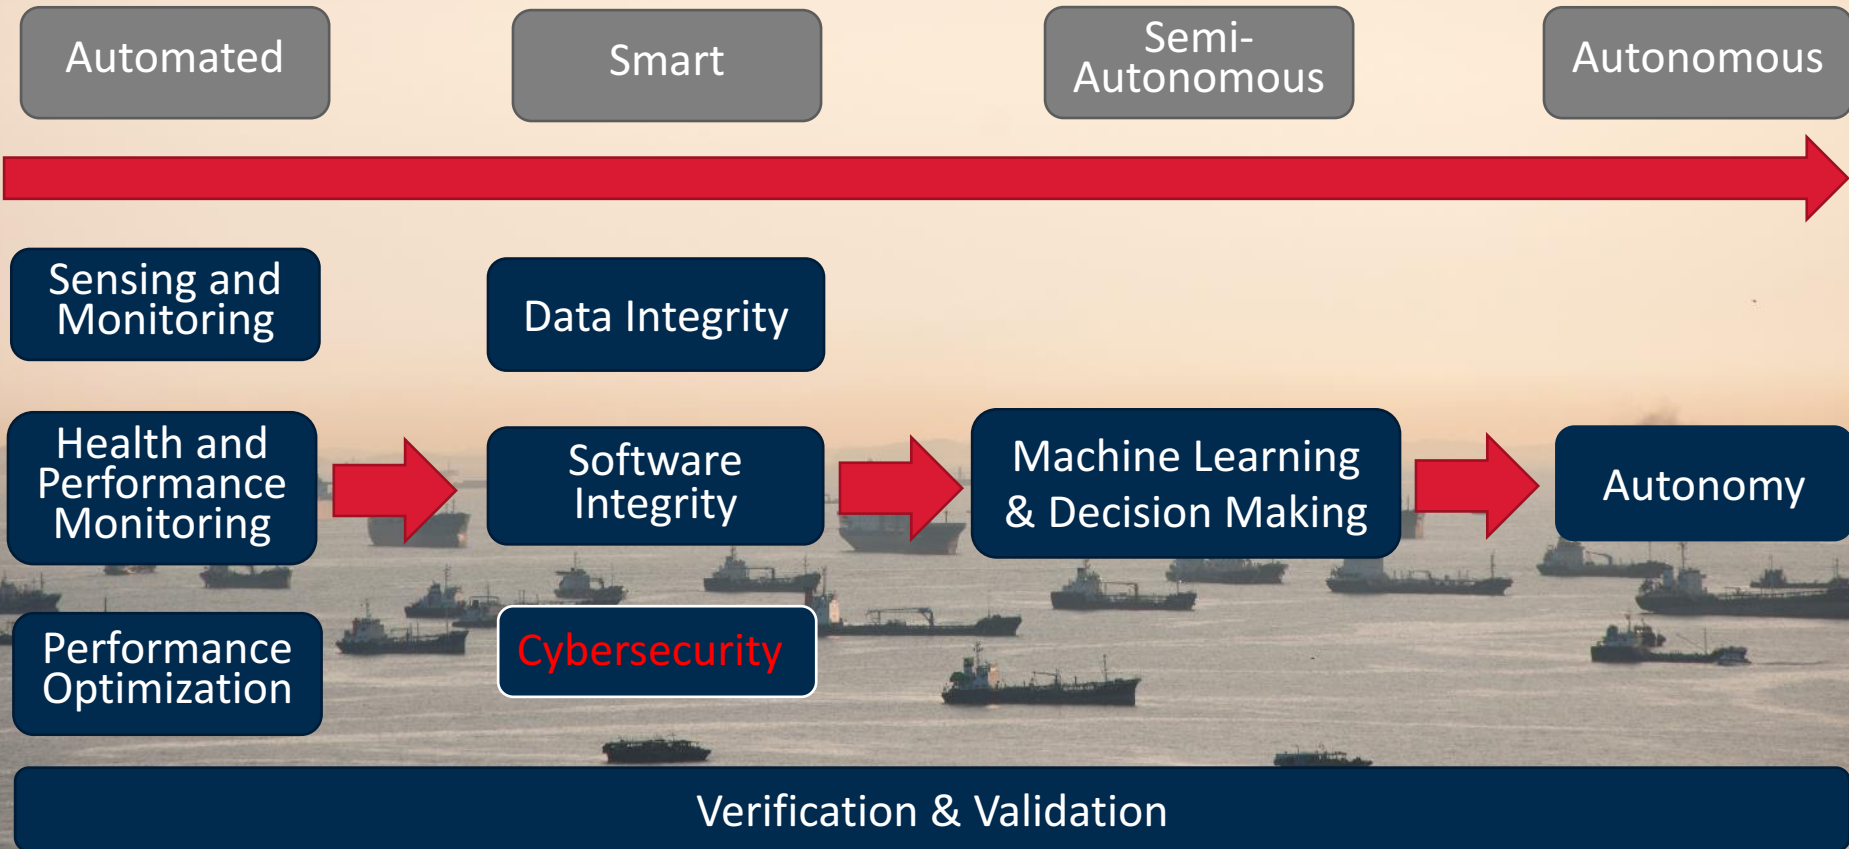 Automated
Smart
Semi-
Autonomous
Autonomous
Sensing and
Monitoring
Data Integrity
Health and
Performance
Monitoring
Software
Integrity
Machine Learning
& Decision Making
Autonomy
Performance
Optimization
Cybersecurity
Verification & Validation